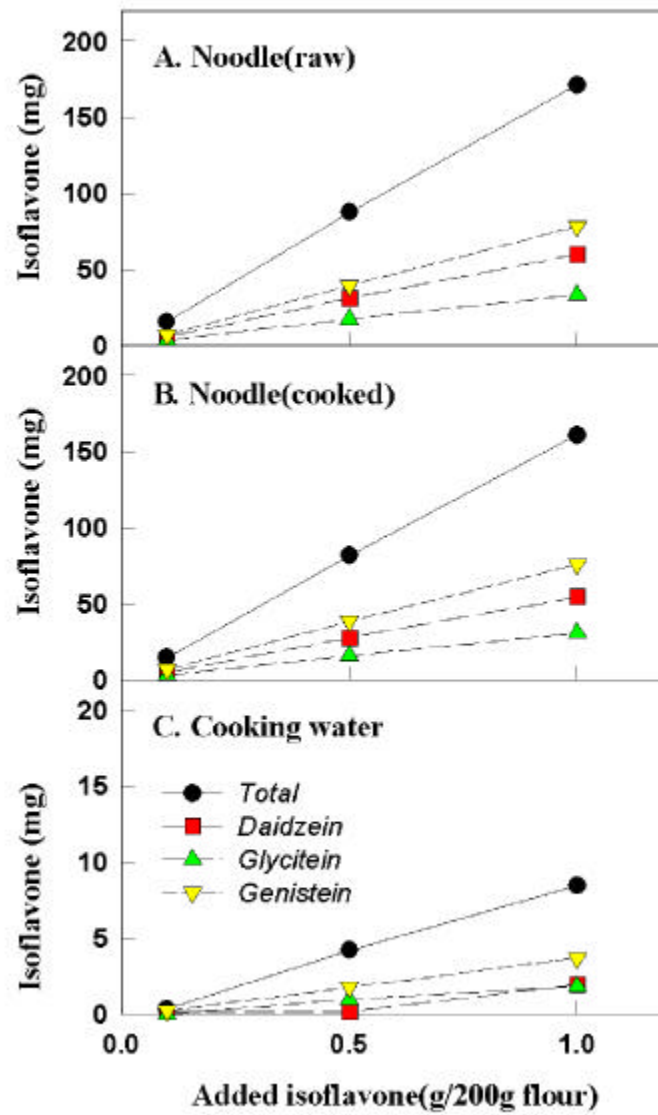 200
A. Noodle(raw)
150
100
50
0
Isoflavone (mg)
200
B. Noodle(cooked)
150
100
50
0
Isoflavone (mg)
20
C. Cooking water
15
Total
Daidzein
10
Glycitein
Genistein
5
0
Isoflavone (mg)
0.0 0.5 1.0
Added isoflavone(g/200g flour)